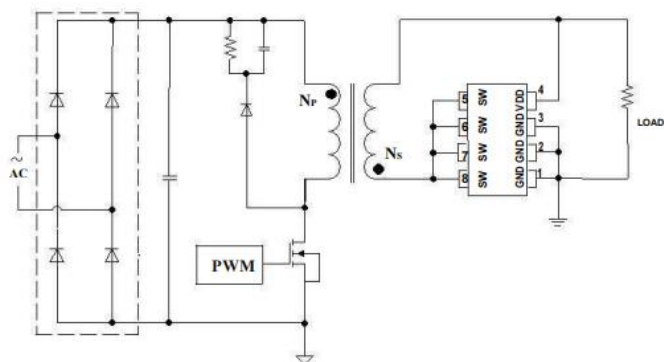 ~
AC
PWM
NP
NS
5 SW
6 SW
7 SW
8 SW
VDD 4
GND 3
GND 2
GND 1
LOAD